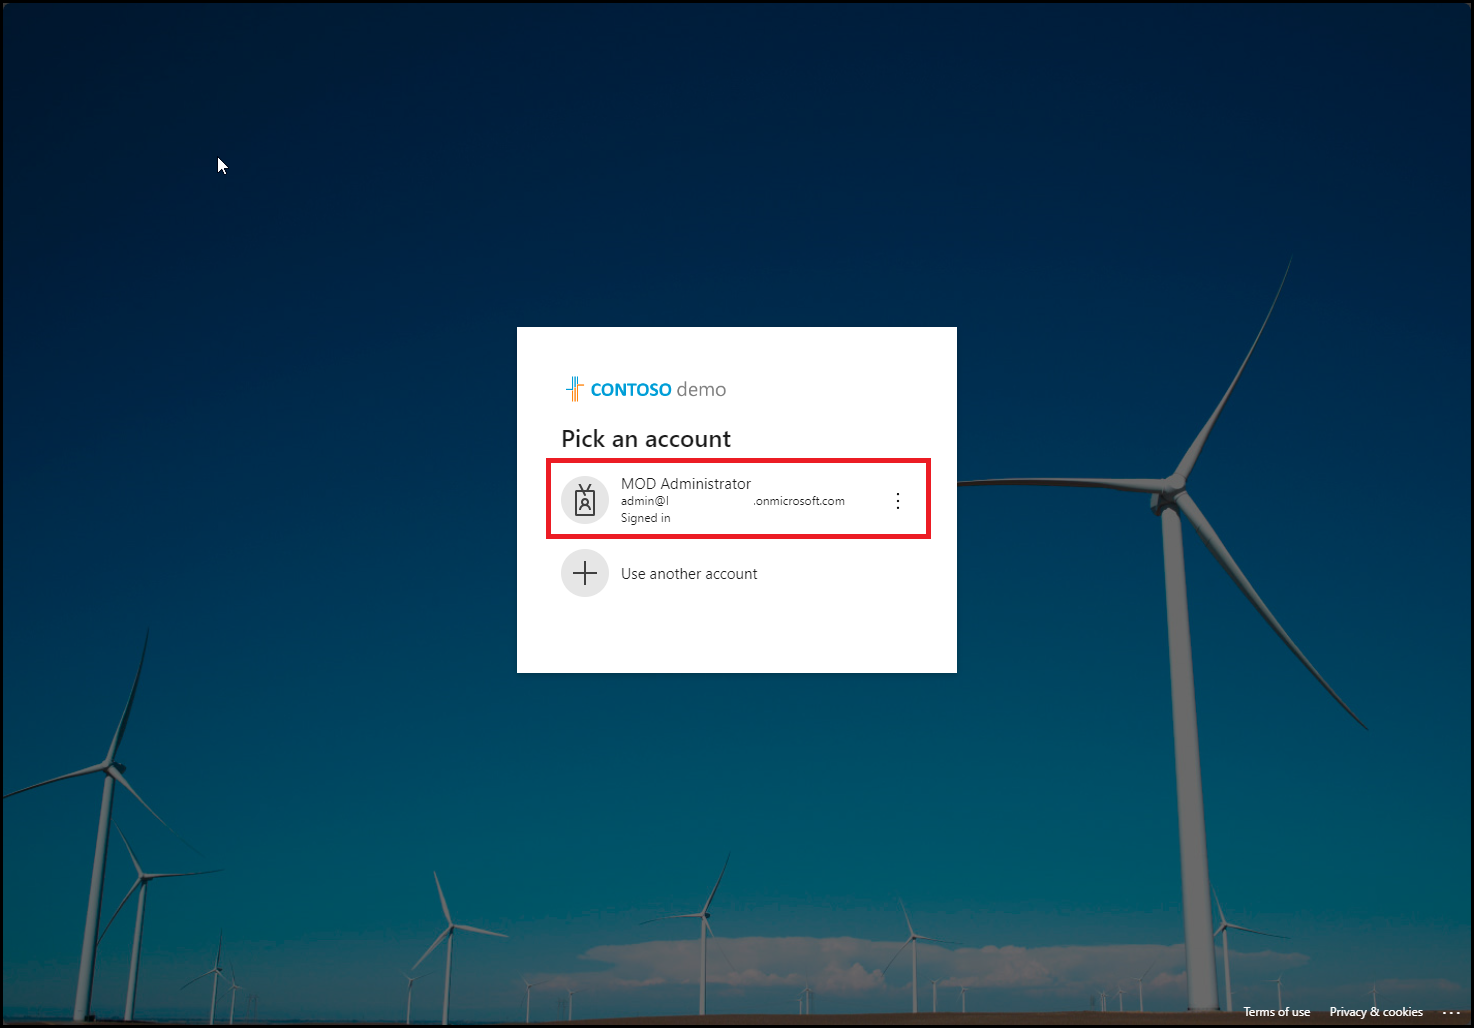 CONTOSO demo
Pick an account
MOD Administrator
admin@l .onmicrosoft.com
Signed in
Use another account
Terms of use Privacy & cookies ...